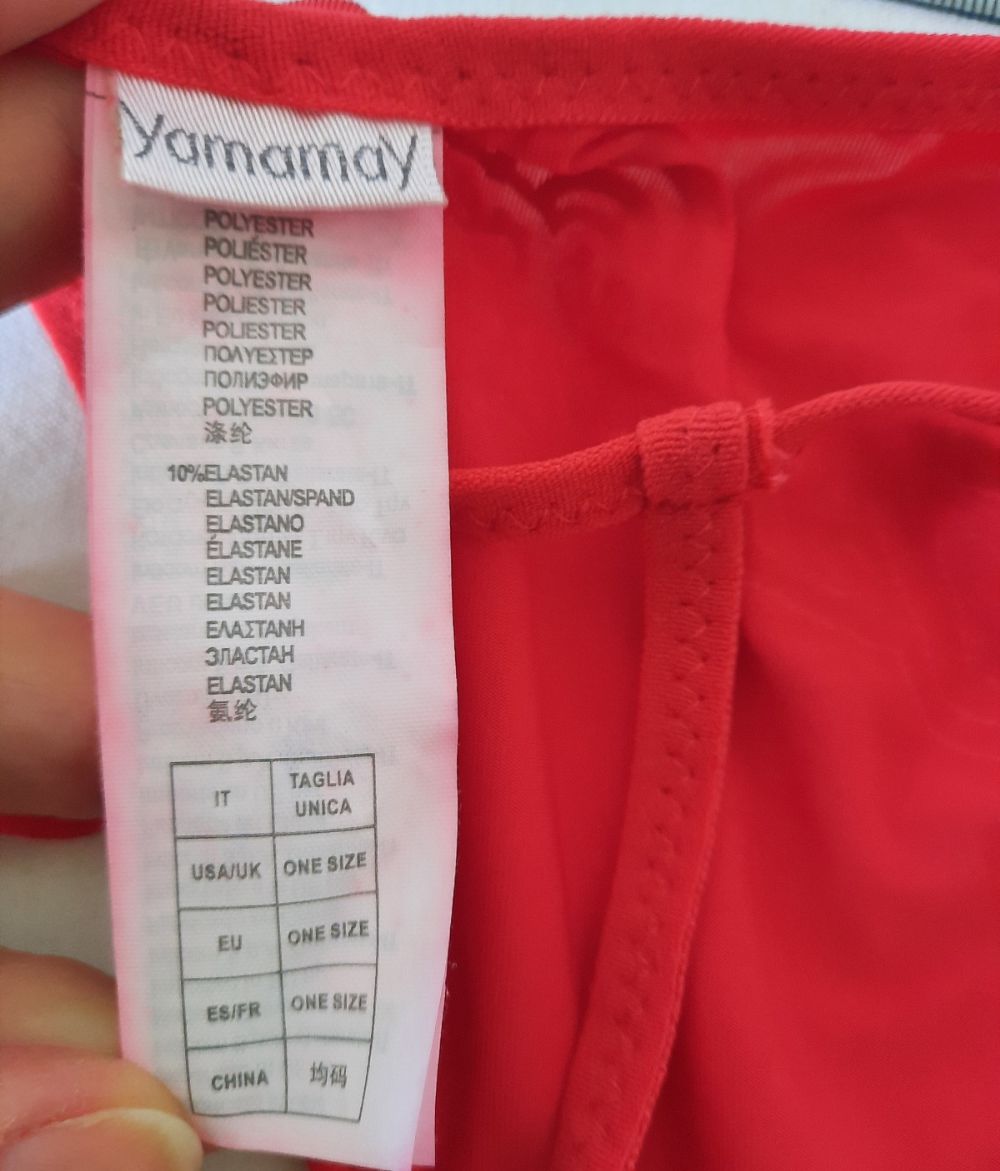 yamamay
POLYESTER
POLIÉSTER
POLYESTER
POLIESTER
POLIESTER
ΠΟΛΥΕΣΤΕΡ
ПОЛИЭФИР
POLYESTER
涤纶
10%ELASTAN
ELASTAN/SPAND
ELASTANO
ÉLASTANE
ELASTAN
ELASTAN
ΕΛΑΣΤΑΝΗ
ЭЛАСТАН
ELASTAN
氨纶
IT TAGLIA UNICA
USA/UK ONE SIZE
EU ONE SIZE
ES/FR ONE SIZE
CHINA 均码